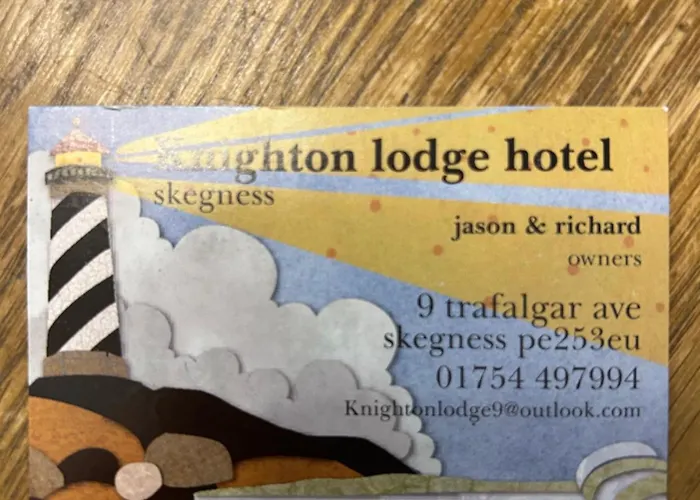 Knighton lodge hotel
skegness
jason & richard
owners
9 trafalgar ave
skegness pe253eu
01754 497994
Knightonlodge9@outlook.com